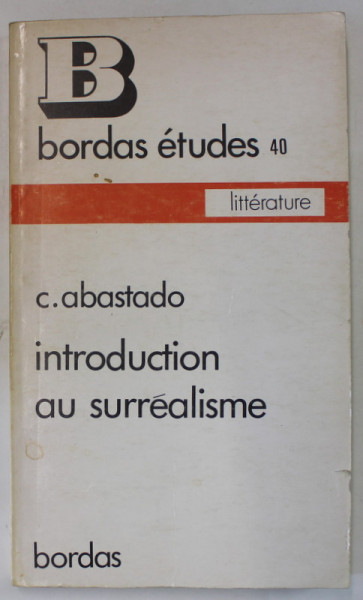 B
bordas études 40
littérature
c.abastado
introduction
au surréalisme
bordas